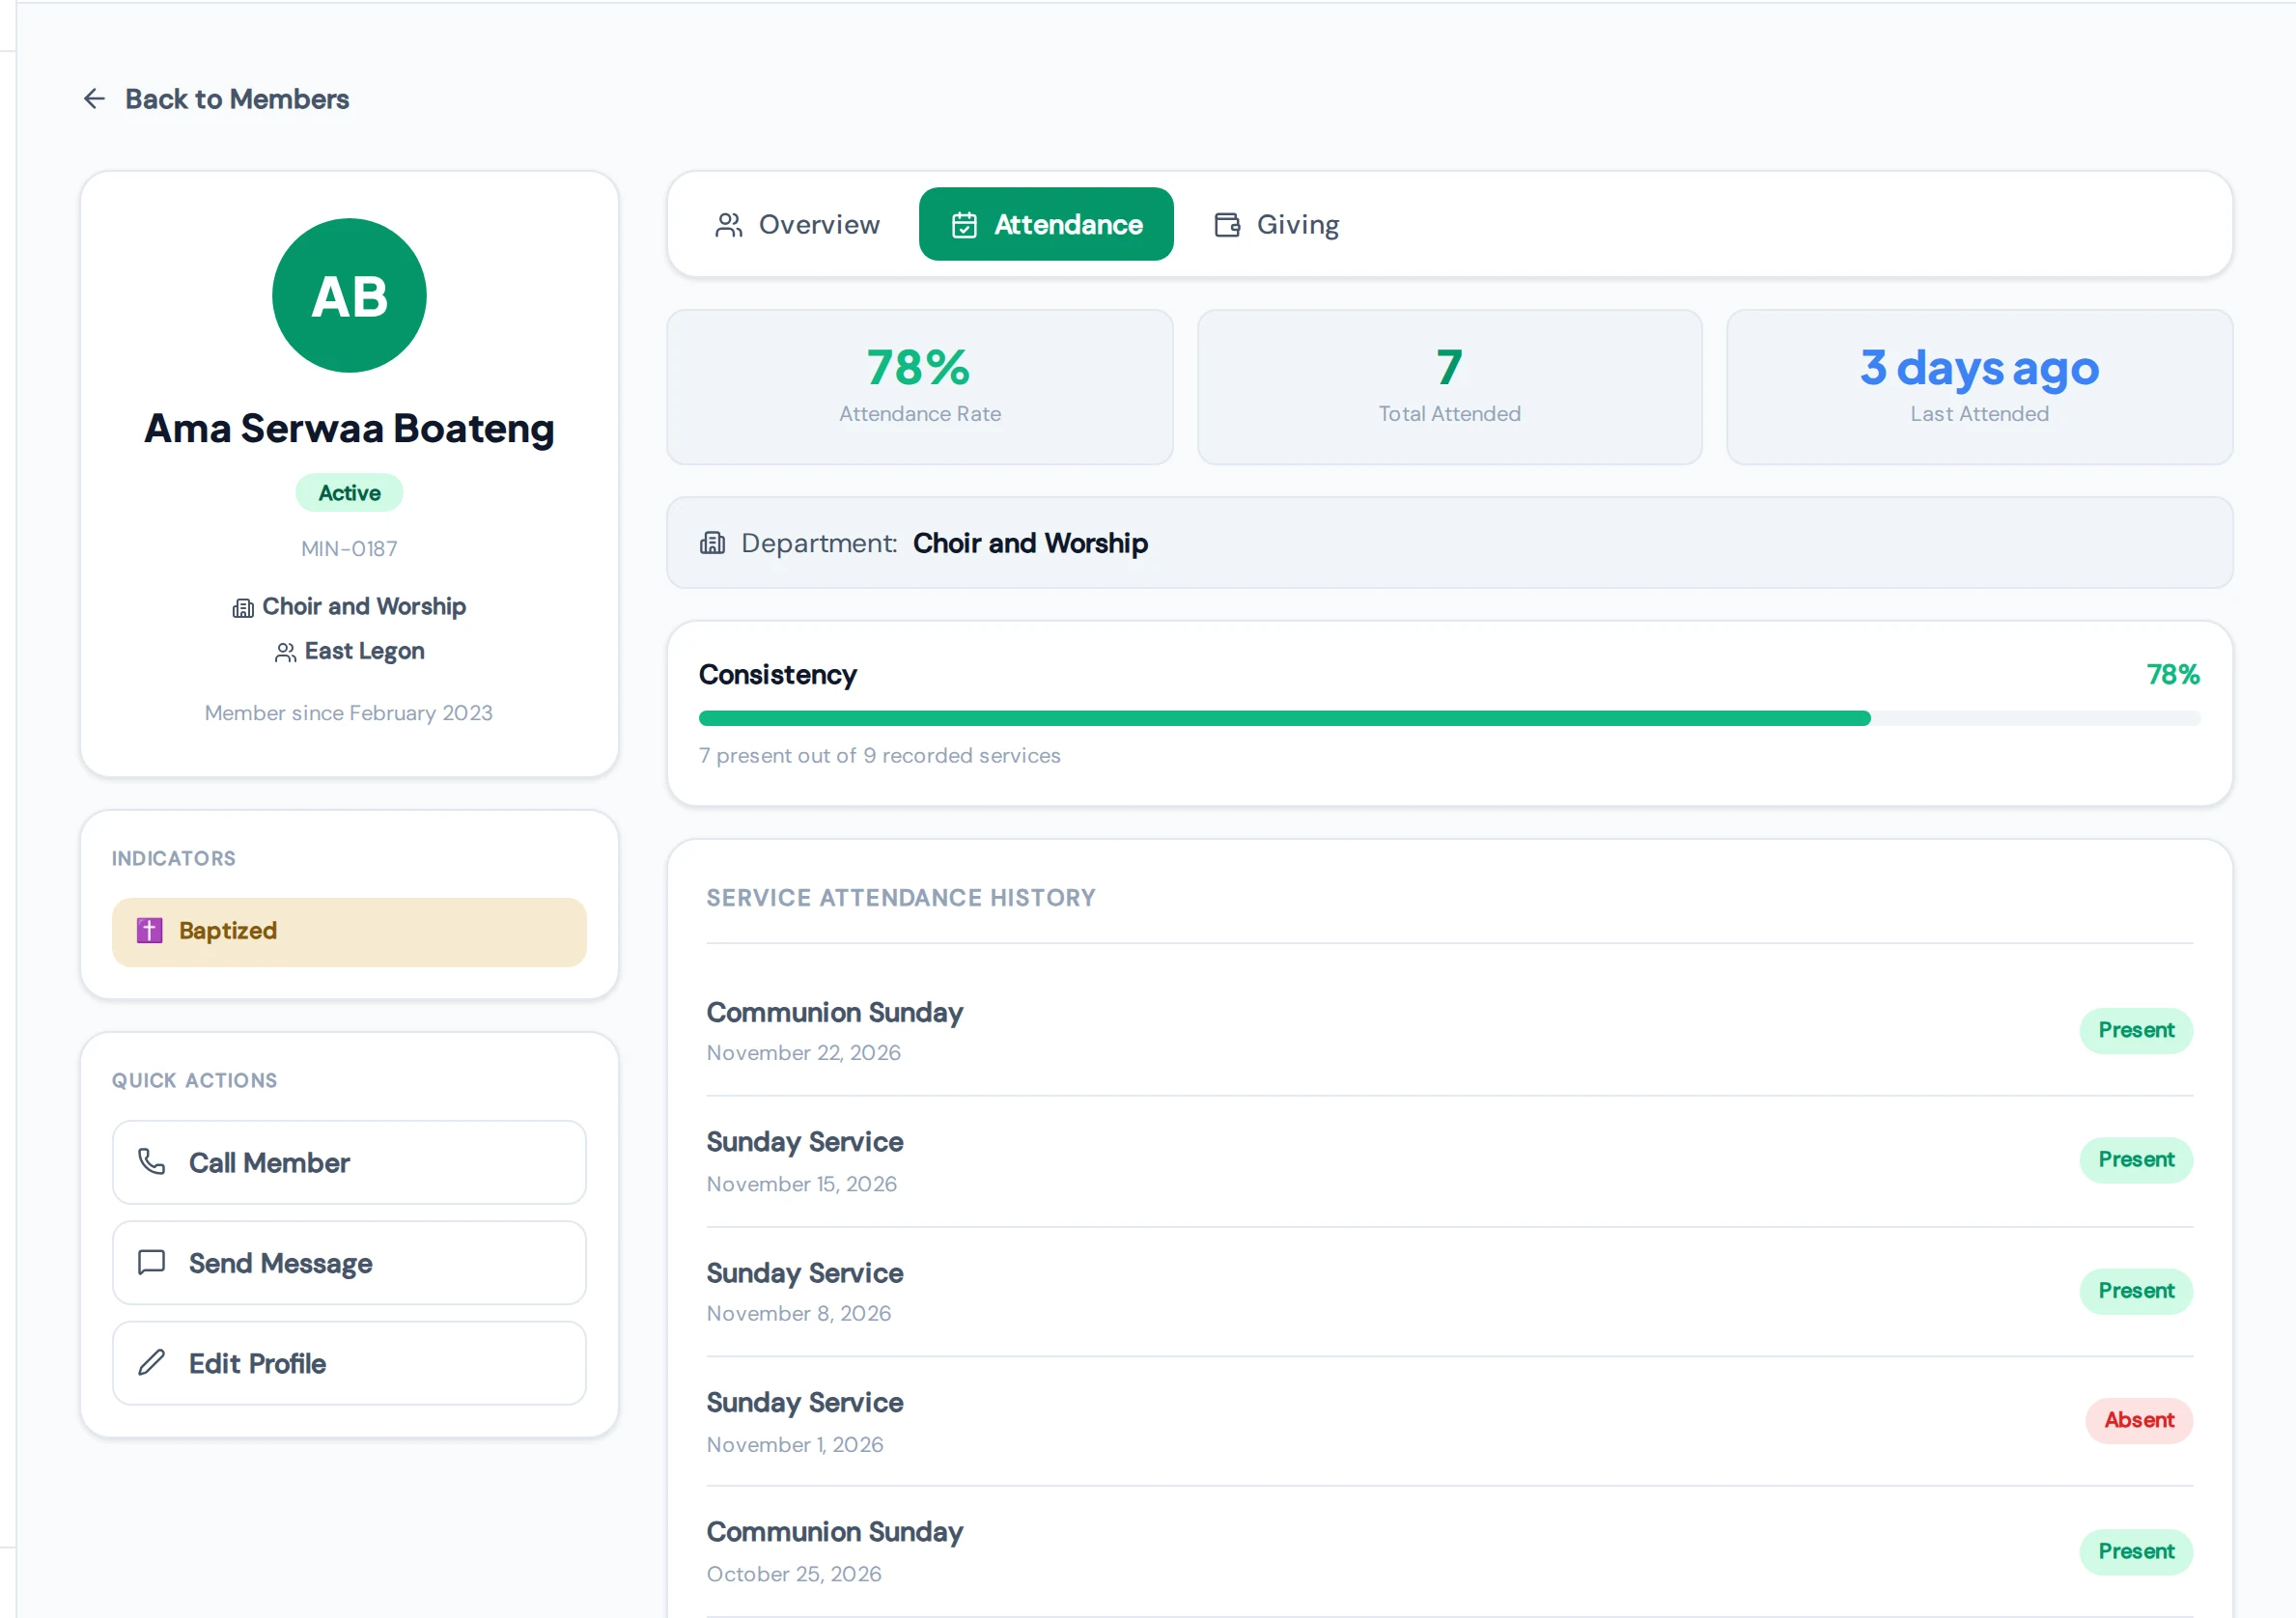 Back to Members
AB
Ama Serwaa Boateng
Active
MIN-0187
Choir and Worship
East Legon
Member since February 2023
INDICATORS
Baptized
QUICK ACTIONS
Call Member
Send Message
Edit Profile
Overview
Attendance
Giving
78%
Attendance Rate
7
Total Attended
3 days ago
Last Attended
Department: Choir and Worship
Consistency
78%
7 present out of 9 recorded services
SERVICE ATTENDANCE HISTORY
Communion Sunday
November 22, 2026
Present
Sunday Service
November 15, 2026
Present
Sunday Service
November 8, 2026
Present
Sunday Service
November 1, 2026
Absent
Communion Sunday
October 25, 2026
Present